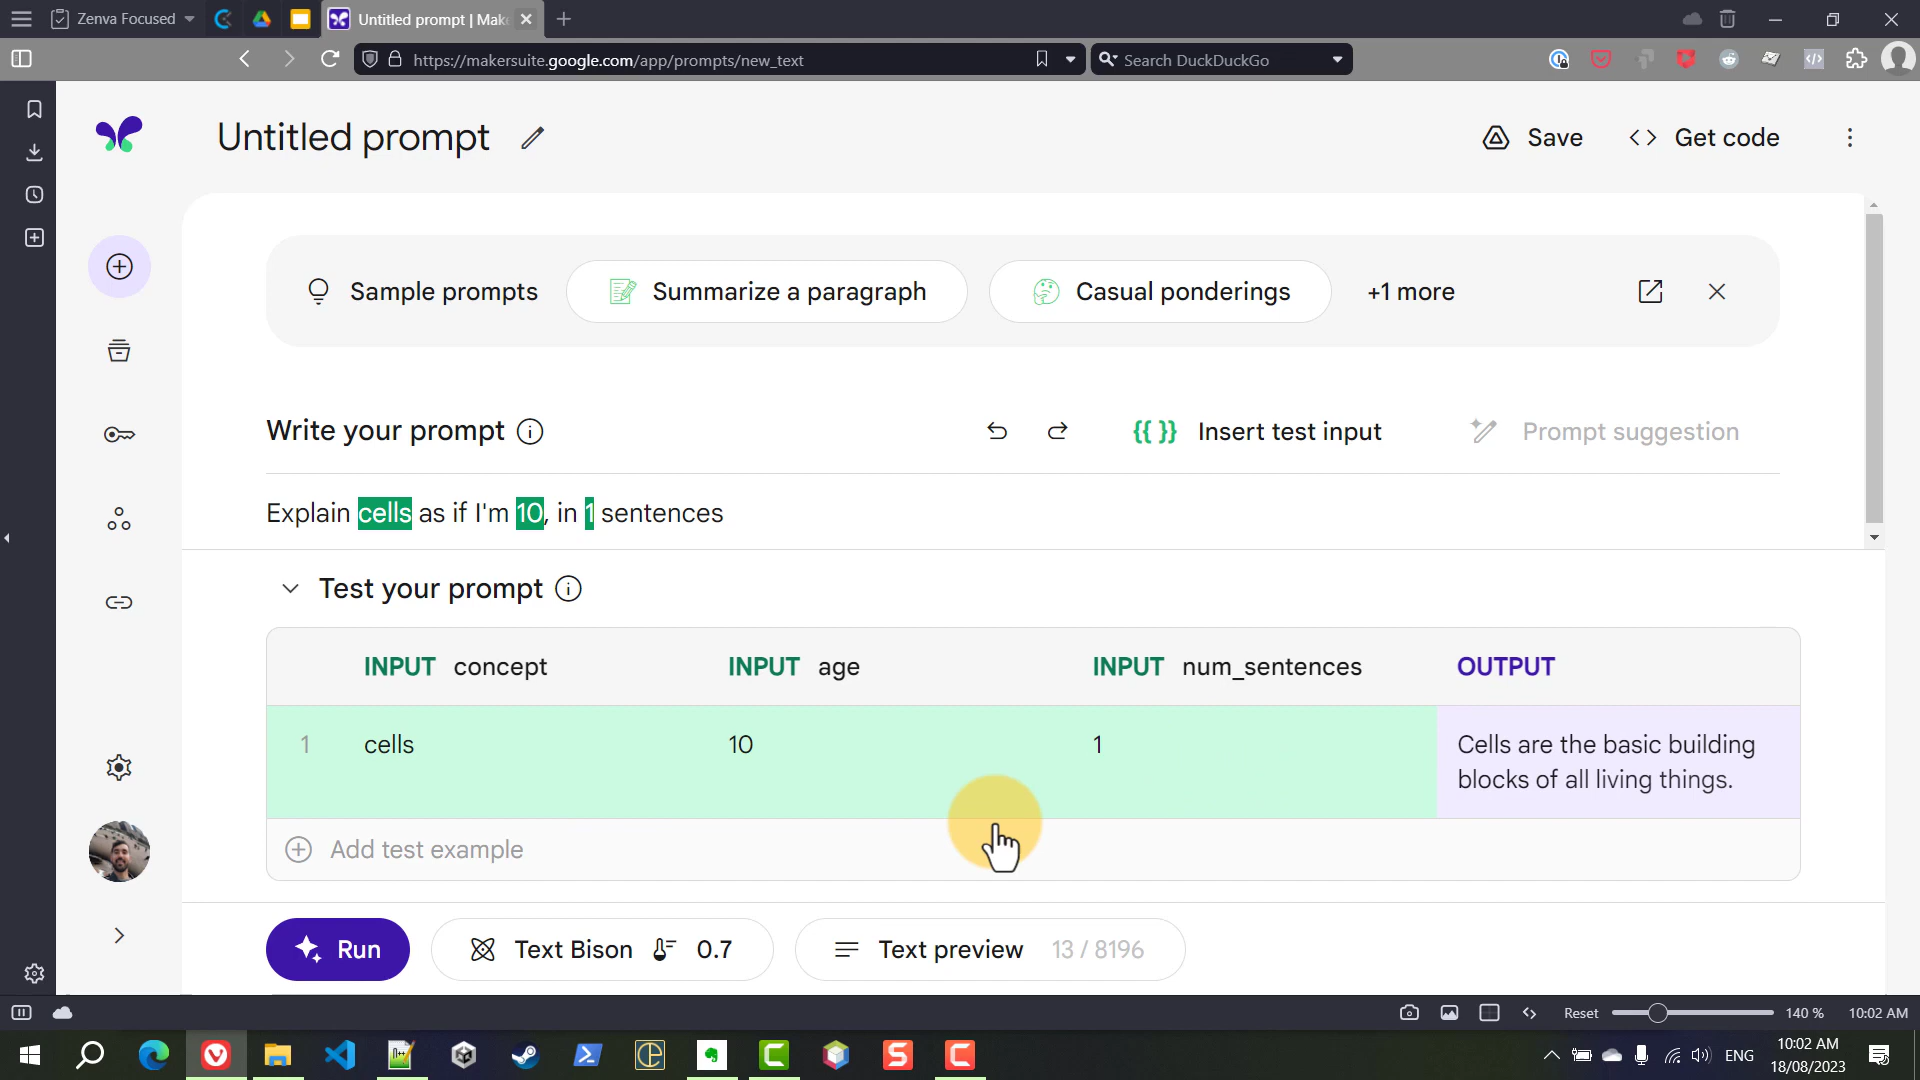 Zenva Focused
Untitled prompt | Make
https://makersuite.google.com/app/prompts/new_text
Search DuckDuckGo
Untitled prompt
Save
Get code
Sample prompts
Summarize a paragraph
Casual ponderings
+1 more
Write your prompt
{{ }} Insert test input
Prompt suggestion
Explain cells as if I'm 10, in 1 sentences
Test your prompt
INPUT concept
INPUT age
INPUT num_sentences
OUTPUT
1
cells
10
1
Cells are the basic building
blocks of all living things.
Add test example
Run
Text Bison
0.7
Text preview
13 / 8196
Reset
140 %
10:02 AM
ENG
10:02 AM
18/08/2023